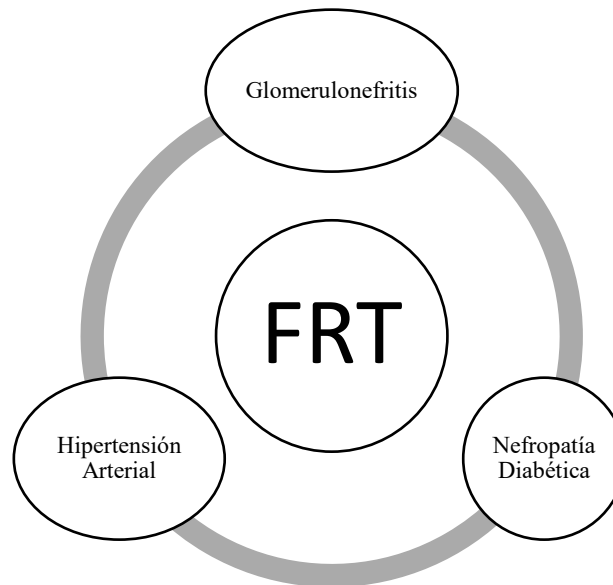 Glomerulonefritis
FRT
Hipertensión
Arterial
Nefropatía
Diabética